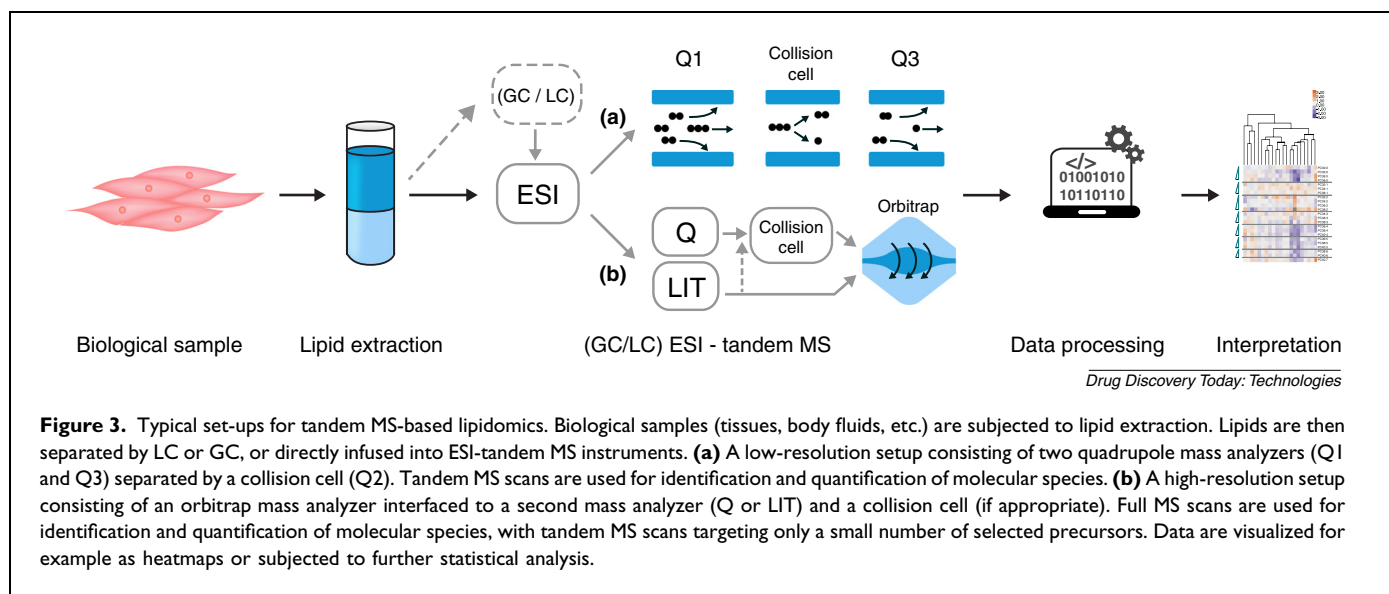 Q1
Collision
cell
Q3
(GC / LC)
(a)
ESI
</>
01001010
10110110
Orbitrap
Q
Collision
cell
(b)
LIT
Biological sample
Lipid extraction
(GC/LC) ESI - tandem MS
Data processing
Interpretation
Drug Discovery Today: Technologies
Figure 3. Typical set-ups for tandem MS-based lipidomics. Biological samples (tissues, body fluids, etc.) are subjected to lipid extraction. Lipids are then
separated by LC or GC, or directly infused into ESI-tandem MS instruments. (a) A low-resolution setup consisting of two quadrupole mass analyzers (Q1
and Q3) separated by a collision cell (Q2). Tandem MS scans are used for identification and quantification of molecular species. (b) A high-resolution setup
consisting of an orbitrap mass analyzer interfaced to a second mass analyzer (Q or LIT) and a collision cell (if appropriate). Full MS scans are used for
identification and quantification of molecular species, with tandem MS scans targeting only a small number of selected precursors. Data are visualized for
example as heatmaps or subjected to further statistical analysis.